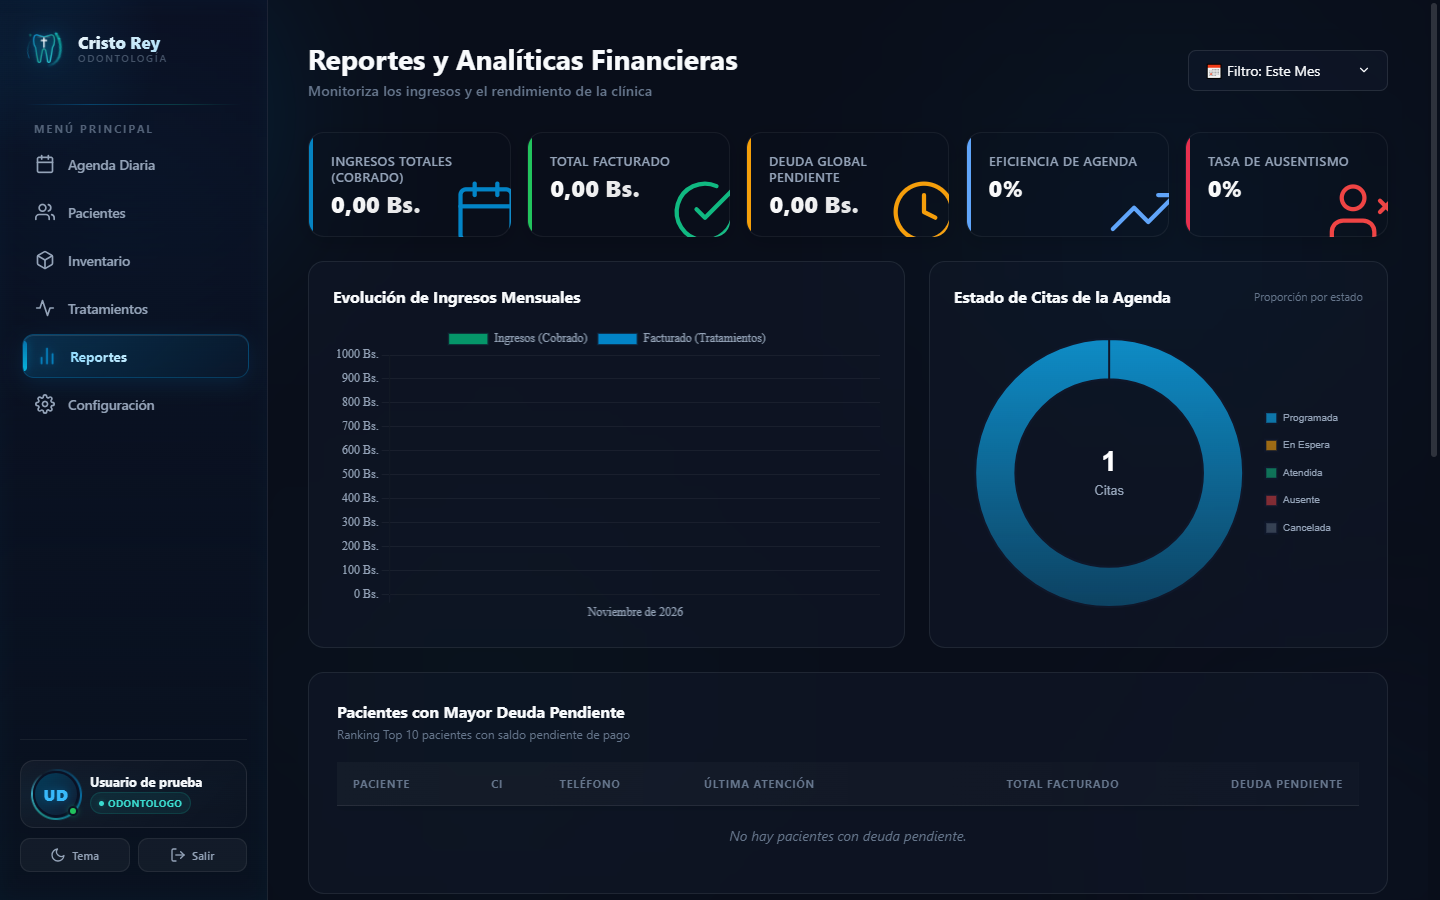 Cristo Rey
ODONTOLOGÍA
MENÚ PRINCIPAL
Agenda Diaria
Pacientes
Inventario
Tratamientos
Reportes
Configuración
Usuario de prueba
UD
ODONTOLOGO
Tema
Salir
Reportes y Analíticas Financieras
Monitoriza los ingresos y el rendimiento de la clínica
Filtro: Este Mes
INGRESOS TOTALES
(COBRADO)
0,00 Bs.
TOTAL FACTURADO
0,00 Bs.
DEUDA GLOBAL
PENDIENTE
0,00 Bs.
EFICIENCIA DE AGENDA
0%
TASA DE AUSENTISMO
0%
Evolución de Ingresos Mensuales
Ingresos (Cobrado) Facturado (Tratamientos)
1000 Bs.
900 Bs.
800 Bs.
700 Bs.
600 Bs.
500 Bs.
400 Bs.
300 Bs.
200 Bs.
100 Bs.
0 Bs.
Noviembre de 2026
Estado de Citas de la Agenda
Proporción por estado
1
Citas
Programada
En Espera
Atendida
Ausente
Cancelada
Pacientes con Mayor Deuda Pendiente
Ranking Top 10 pacientes con saldo pendiente de pago
PACIENTE CI TELÉFONO ÚLTIMA ATENCIÓN TOTAL FACTURADO DEUDA PENDIENTE
No hay pacientes con deuda pendiente.